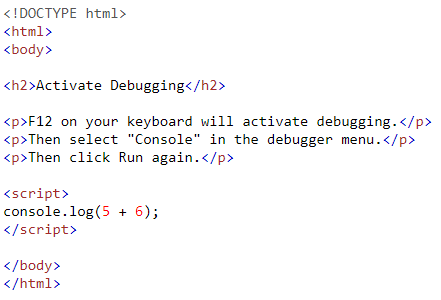 <!DOCTYPE html>
<html>
<body>
<h2>Activate Debugging</h2>
<p>F12 on your keyboard will activate debugging.</p>
<p>Then select "Console" in the debugger menu.</p>
<p>Then click Run again.</p>
<script>
console.log(5 + 6);
</script>
</body>
</html>